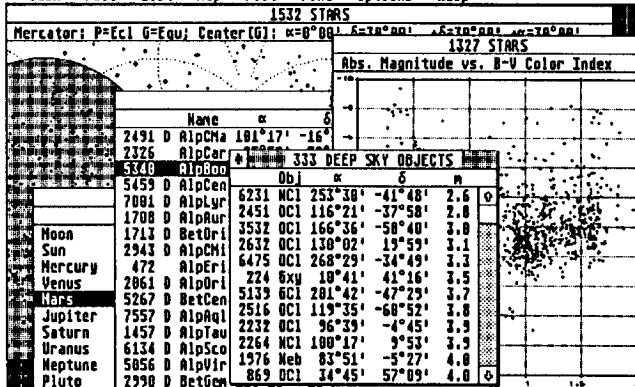 1532 STARS
Mercator: P=Ecl G=Equ; Center[G]: α=0°00'
1327 STARS
Abs. Magnitude vs. B-V Color Index
Name α δ
2491 D AlpCMa 101°17' -16°
2326 AlpCar
5340 AlpBoo
5459 D AlpCen
7001 D AlpLyr
1708 D AlpAur
1713 D BetOri
2943 D AlpCMi
472 AlpEri
2061 D AlpOri
5267 D BetCen
7557 D AlpAql
1457 D AlpTau
6134 D AlpSco
5056 D AlpVir
2990 D BetGem
333 DEEP SKY OBJECTS
Obj α δ m
6231 NCl 253°30' -41°48' 2.6
2451 OCl 116°21' -37°58' 2.8
3532 OCl 166°36' -58°40' 3.0
2632 OCl 130°02' 19°59' 3.1
6475 OCl 268°29' -34°49' 3.3
224 Gxy 10°41' 41°16' 3.5
5139 GCl 201°42' -47°29' 3.7
2516 OCl 119°35' -60°52' 3.8
2232 OCl 96°39' -4°45' 3.9
2264 NCl 100°17' 9°53' 3.9
1976 Neb 83°51' -5°27' 4.0
869 OCl 34°45' 57°09' 4.0
Moon
Sun
Mercury
Venus
Mars
Jupiter
Saturn
Uranus
Neptune
Pluto